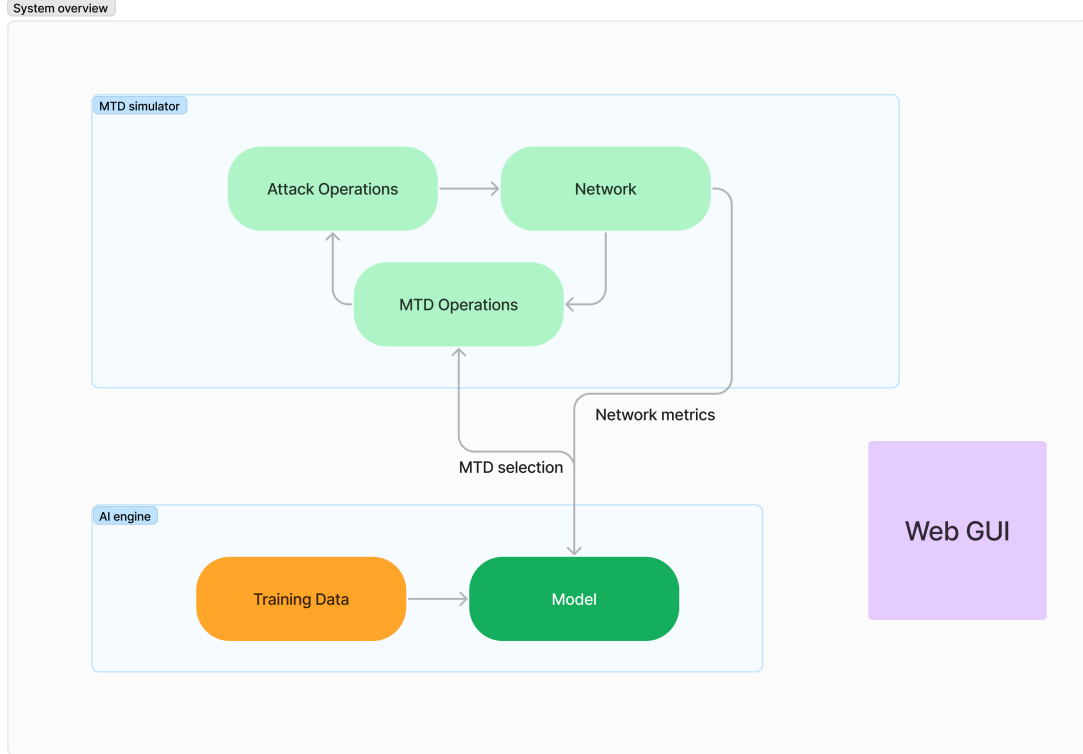 System overview
MTD simulator
Attack Operations
Network
MTD Operations
Network metrics
MTD selection
Web GUI
AI engine
Training Data
Model